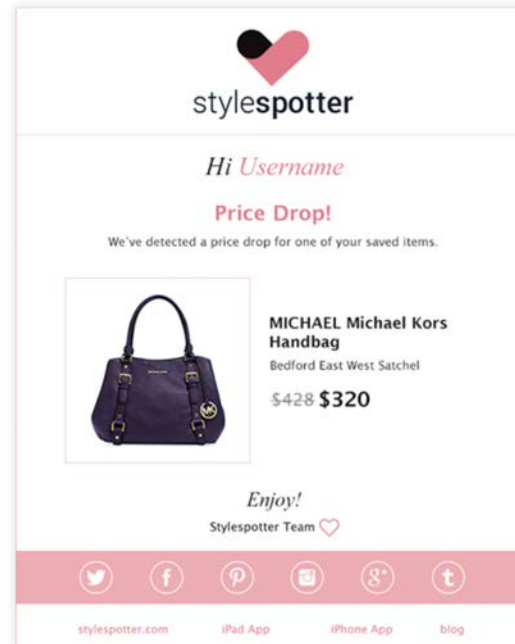 stylespotter
Hi Username
Price Drop!
We've detected a price drop for one of your saved items.
MICHAEL Michael Kors
Handbag
Bedford East West Satchel
$428 $320
MK
Enjoy!
Stylespotter Team
stylespotter.com iPad App iPhone App blog